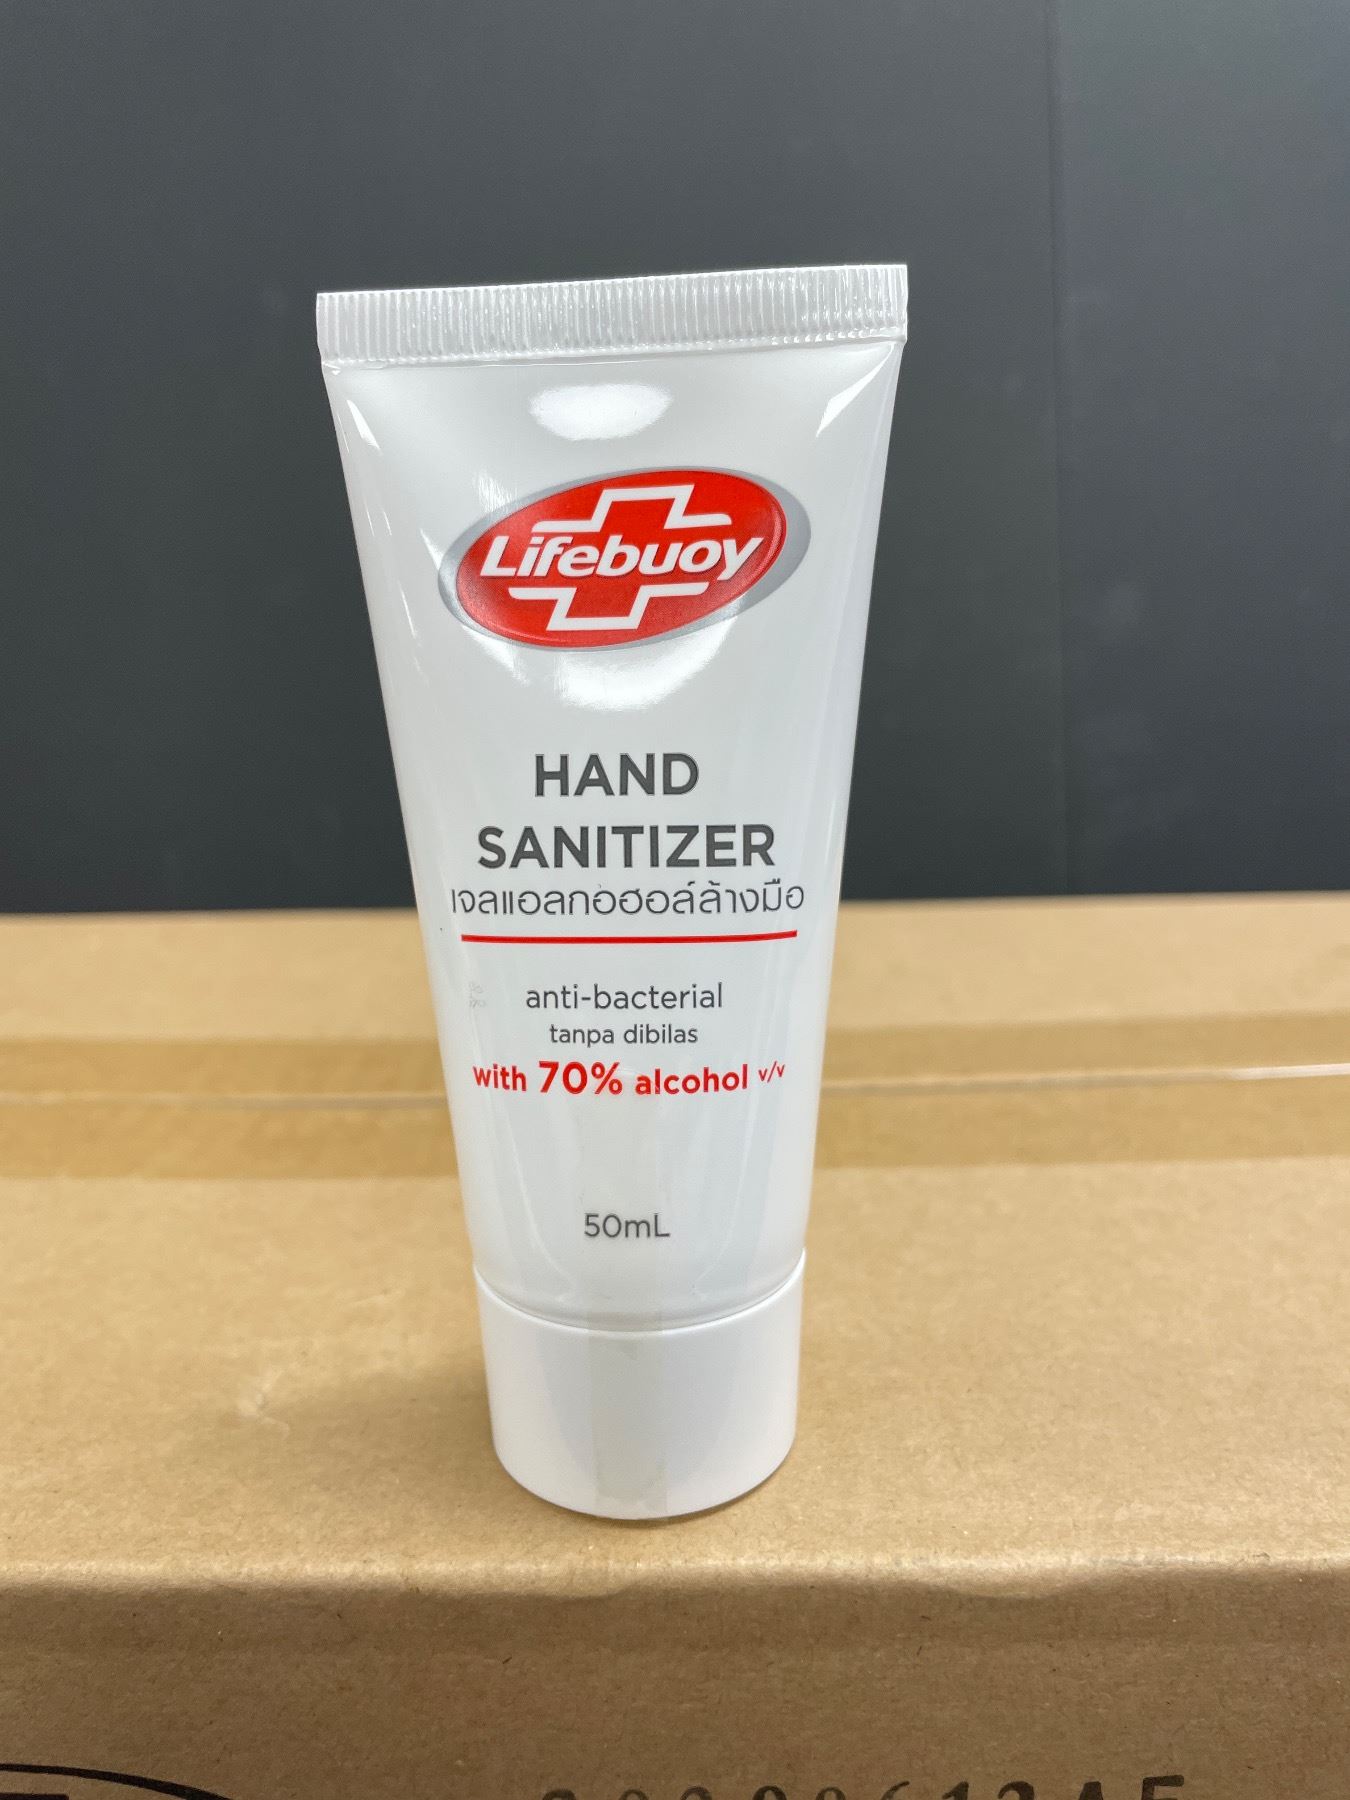 Lifebuoy
HAND
SANITIZER
เจลแอลกอฮอล์ล้างมือ
anti-bacterial
tanpa dibilas
with 70% alcohol v/v
50mL